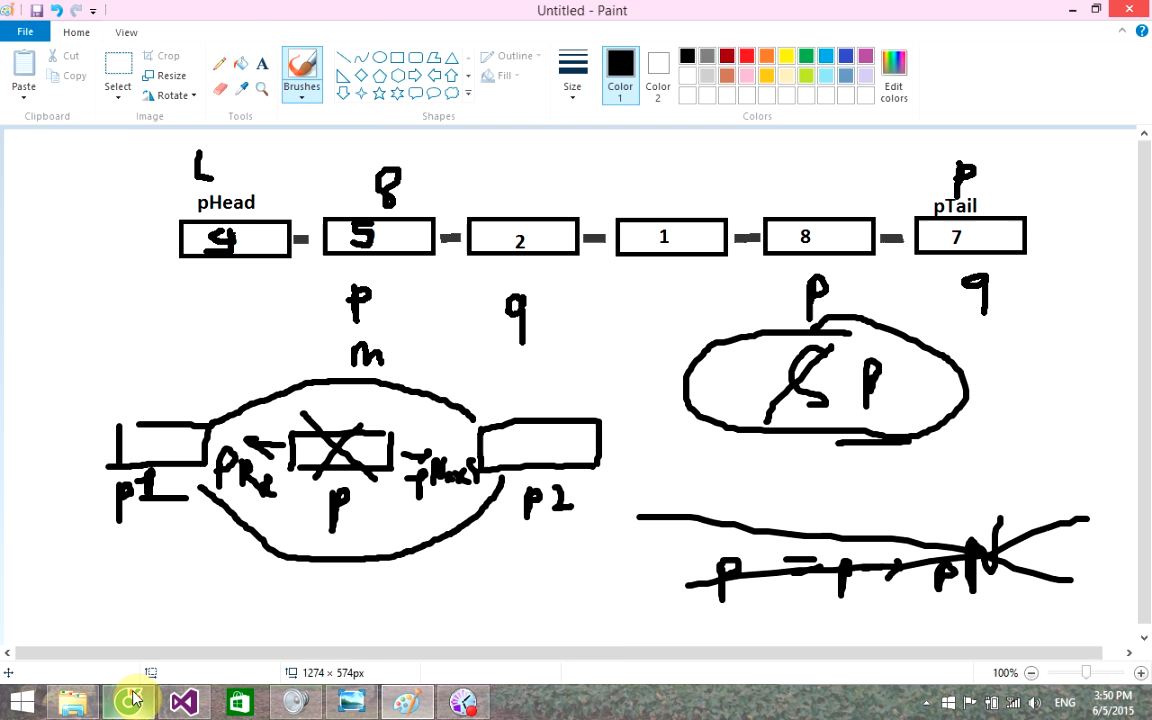 Untitled - Paint
File Home View
Paste
Cut
Copy
Clipboard
Select
Crop
Resize
Rotate
Image
Tools
Brushes
Outline
Fill
Shapes
Size
Color 1
Color 2
Edit colors
Colors
L 8 p
pHead pTail
9 5 2 1 8 7
p q p q
m
p
pNext
p1 p p2
p = p → p
1274 × 574px 100%
ENG 3:50 PM
6/5/2015